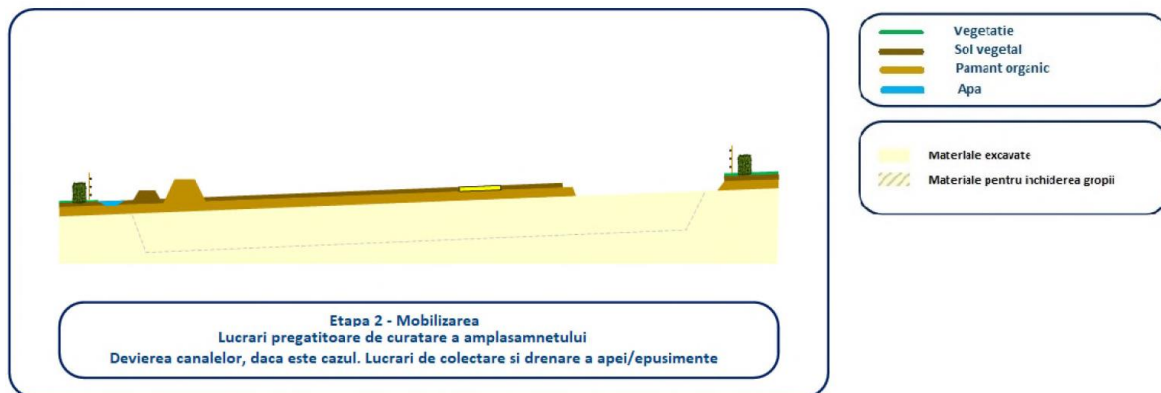 Vegetatie
Sol vegetal
Pamant organic
Apa
Materiale excavate
Materiale pentru inchiderea gropii
Etapa 2 - Mobilizarea
Lucrari pregatitoare de curatare a amplasamnetului
Devierea canalelor, daca este cazul. Lucrari de colectare si drenare a apei/epusimente